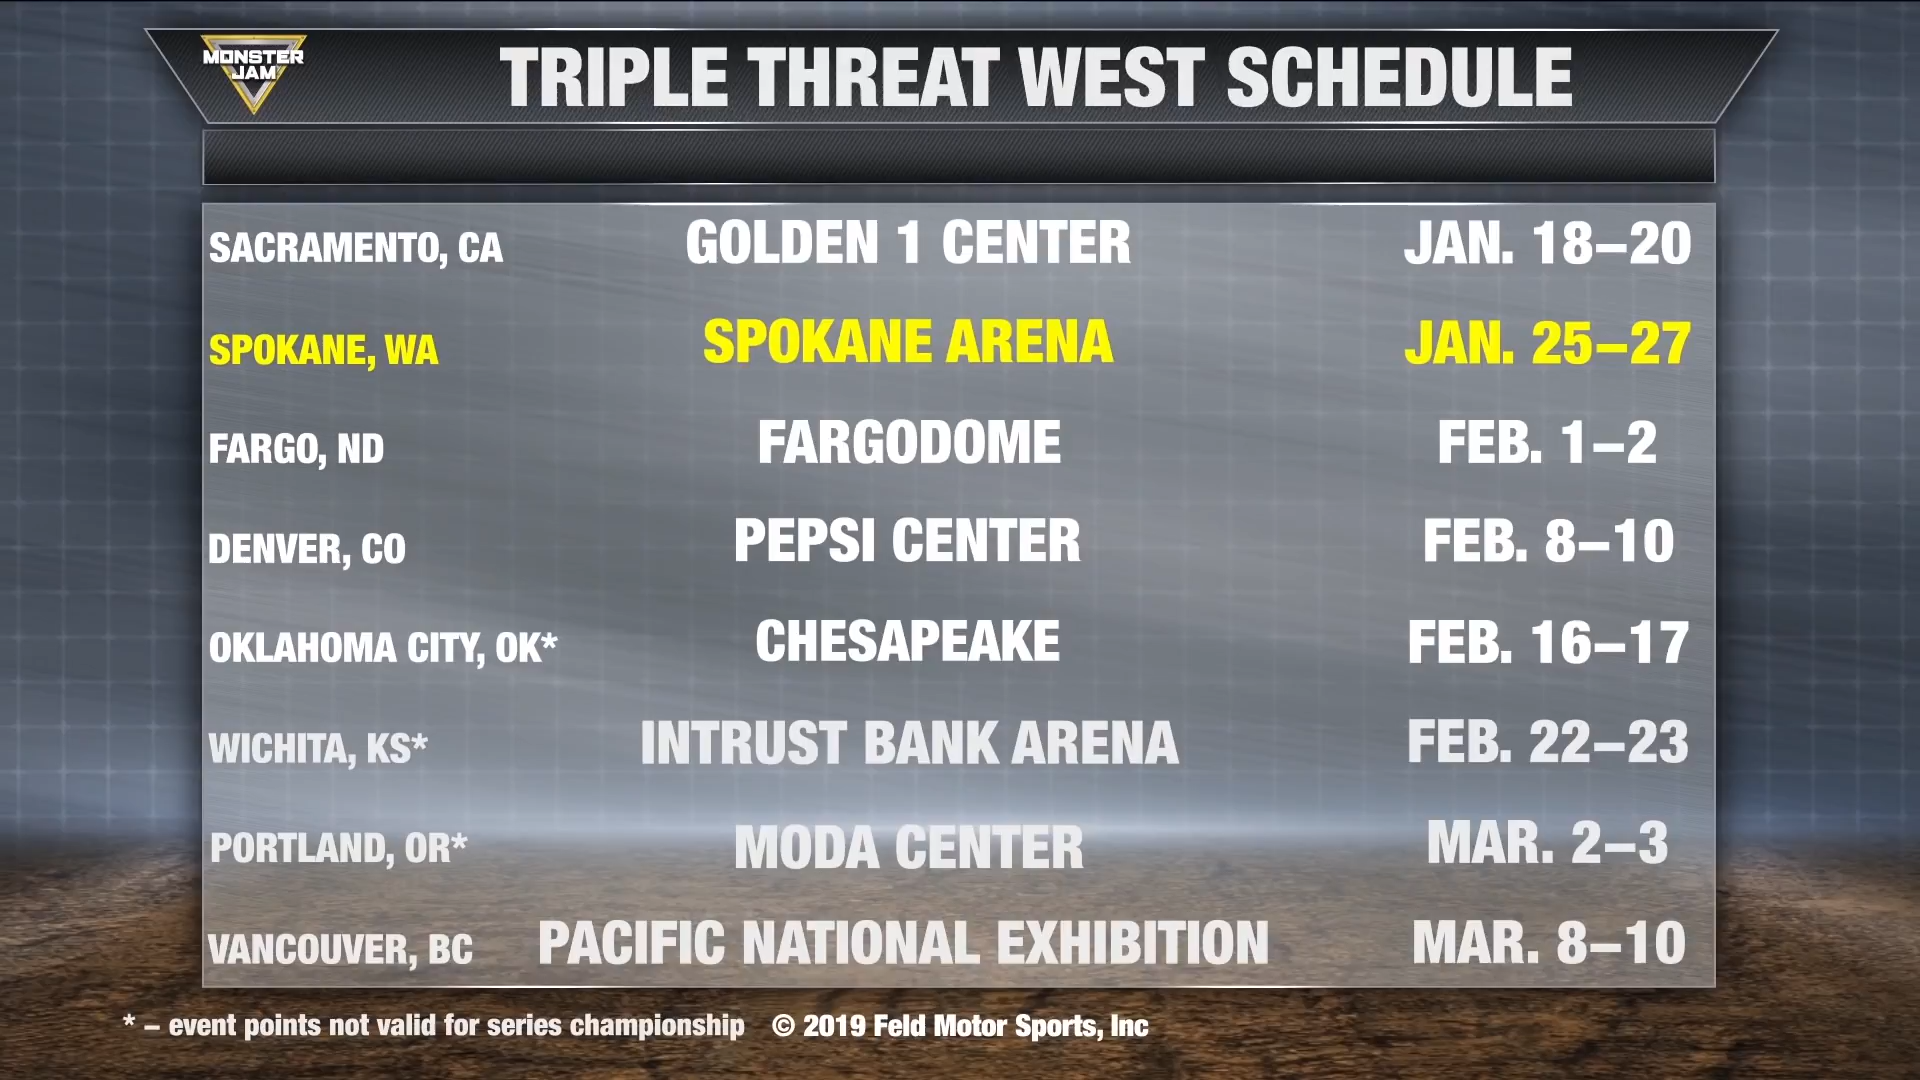 MONSTER
JAM
TRIPLE THREAT WEST SCHEDULE
SACRAMENTO, CA GOLDEN 1 CENTER JAN. 18–20
SPOKANE, WA SPOKANE ARENA JAN. 25–27
FARGO, ND FARGODOME FEB. 1–2
DENVER, CO PEPSI CENTER FEB. 8–10
OKLAHOMA CITY, OK* CHESAPEAKE FEB. 16–17
WICHITA, KS* INTRUST BANK ARENA FEB. 22–23
PORTLAND, OR* MODA CENTER MAR. 2–3
VANCOUVER, BC PACIFIC NATIONAL EXHIBITION MAR. 8–10
* – event points not valid for series championship © 2019 Feld Motor Sports, Inc